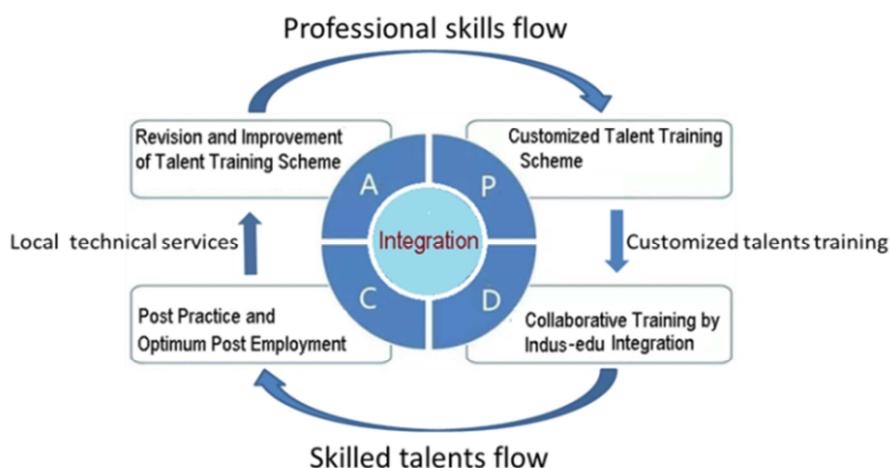 Professional skills flow
Revision and Improvement
of Talent Training Scheme
Customized Talent Training
Scheme
A
P
Local technical services
Integration
Customized talents training
C
D
Post Practice and
Optimum Post Employment
Collaborative Training by
Indus-edu Integration
Skilled talents flow